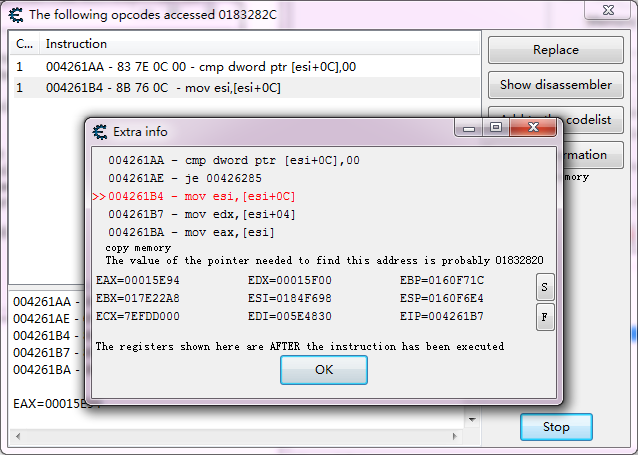 The following opcodes accessed 0183282C
C... Instruction
1 004261AA - 83 7E 0C 00 - cmp dword ptr [esi+0C],00
1 004261B4 - 8B 76 0C - mov esi,[esi+0C]
Replace
Show disassembler
codelist
rmation
mory
Extra info
004261AA - cmp dword ptr [esi+0C],00
004261AE - je 00426285
>>004261B4 - mov esi,[esi+0C]
004261B7 - mov edx,[esi+04]
004261BA - mov eax,[esi]
copy memory
The value of the pointer needed to find this address is probably 01832820
EAX=00015E94 EDX=00015F00 EBP=0160F71C
EBX=017E22A8 ESI=0184F698 ESP=0160F6E4
ECX=7EFDD000 EDI=005E4830 EIP=004261B7
S
F
The registers shown here are AFTER the instruction has been executed
OK
004261AA -
004261AE -
004261B4 -
004261B7 -
004261BA -
EAX=00015E94
Stop